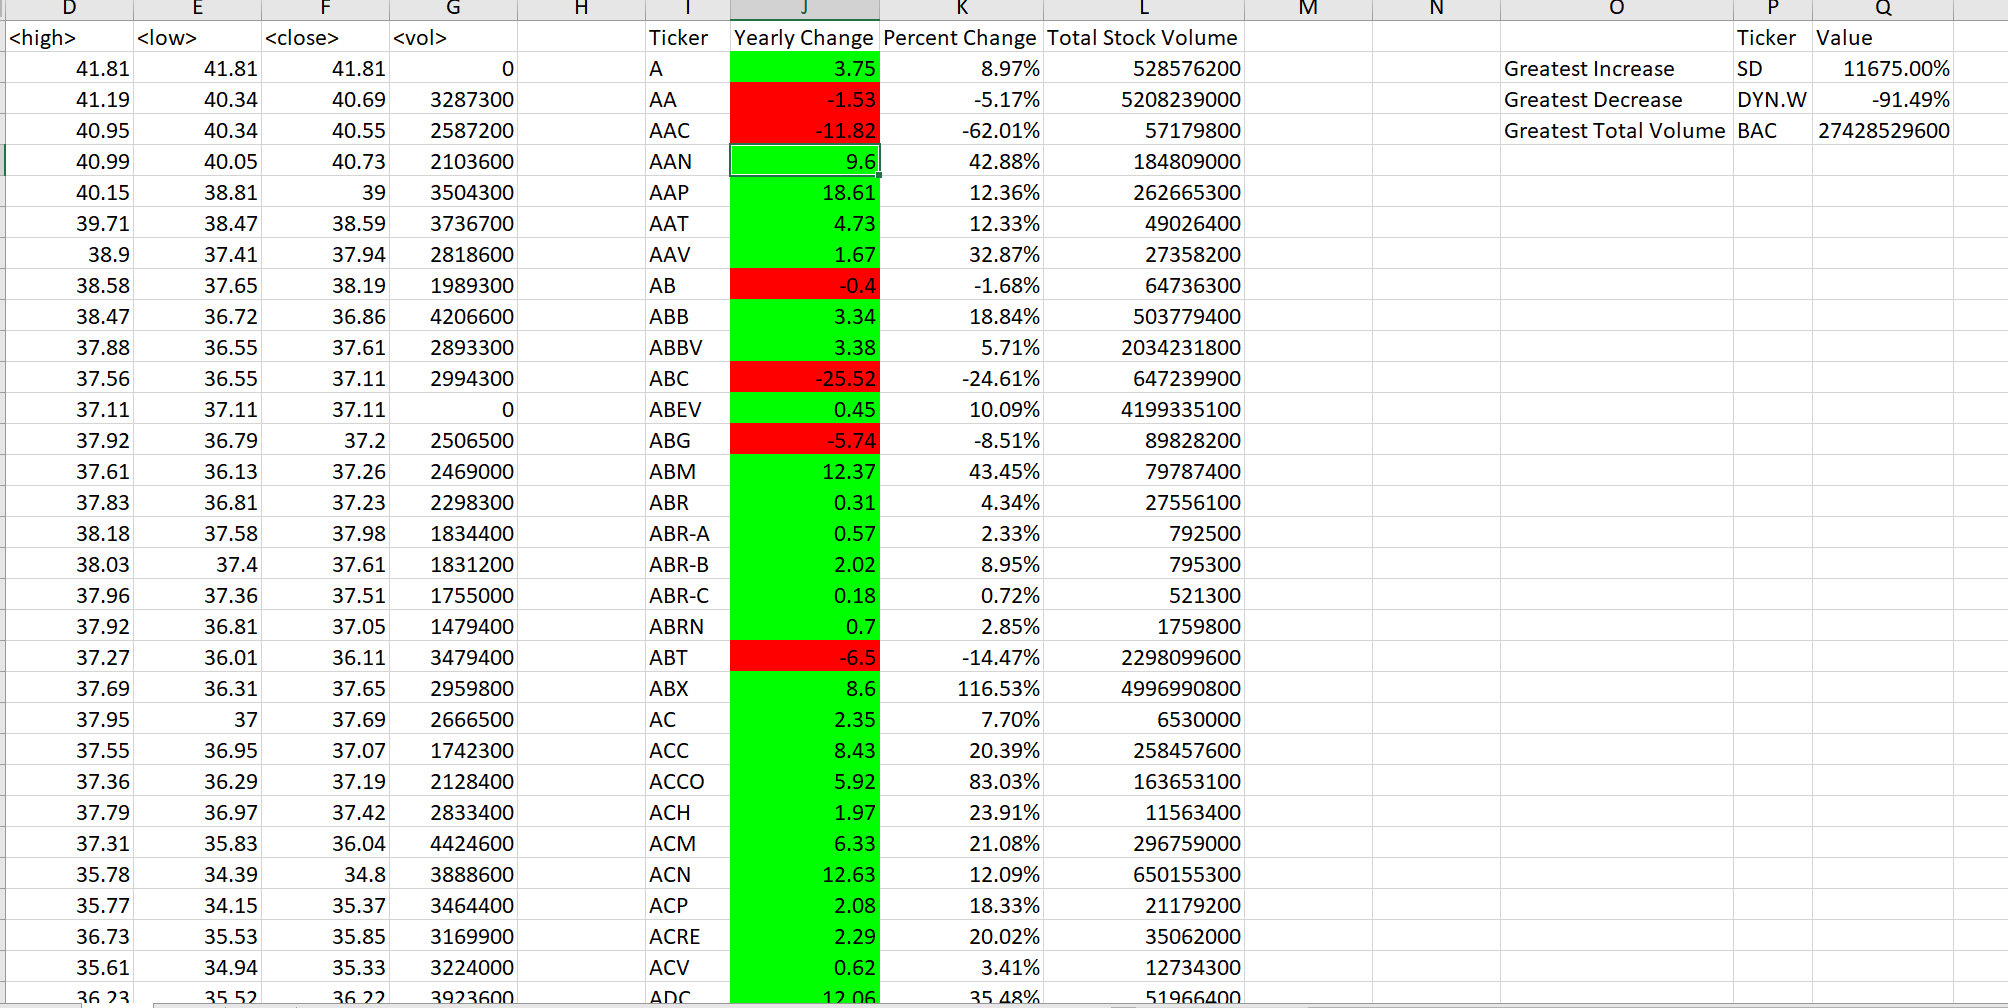 D E F G H I J K L M N O P Q
<high> <low> <close> <vol> Ticker Yearly Change Percent Change Total Stock Volume Ticker Value
41.81 41.81 41.81 0 A 3.75 8.97% 528576200 Greatest Increase SD 11675.00%
41.19 40.34 40.69 3287300 AA -1.53 -5.17% 5208239000 Greatest Decrease DYN.W -91.49%
40.95 40.34 40.55 2587200 AAC -11.82 -62.01% 57179800 Greatest Total Volume BAC 27428529600
40.99 40.05 40.73 2103600 AAN 9.6 42.88% 184809000
40.15 38.81 39 3504300 AAP 18.61 12.36% 262665300
39.71 38.47 38.59 3736700 AAT 4.73 12.33% 49026400
38.9 37.41 37.94 2818600 AAV 1.67 32.87% 27358200
38.58 37.65 38.19 1989300 AB -0.4 -1.68% 64736300
38.47 36.72 36.86 4206600 ABB 3.34 18.84% 503779400
37.88 36.55 37.61 2893300 ABBV 3.38 5.71% 2034231800
37.56 36.55 37.11 2994300 ABC -25.52 -24.61% 647239900
37.11 37.11 37.11 0 ABEV 0.45 10.09% 4199335100
37.92 36.79 37.2 2506500 ABG -5.74 -8.51% 89828200
37.61 36.13 37.26 2469000 ABM 12.37 43.45% 79787400
37.83 36.81 37.23 2298300 ABR 0.31 4.34% 27556100
38.18 37.58 37.98 1834400 ABR-A 0.57 2.33% 792500
38.03 37.4 37.61 1831200 ABR-B 2.02 8.95% 795300
37.96 37.36 37.51 1755000 ABR-C 0.18 0.72% 521300
37.92 36.81 37.05 1479400 ABRN 0.7 2.85% 1759800
37.27 36.01 36.11 3479400 ABT -6.5 -14.47% 2298099600
37.69 36.31 37.65 2959800 ABX 8.6 116.53% 4996990800
37.95 37 37.69 2666500 AC 2.35 7.70% 6530000
37.55 36.95 37.07 1742300 ACC 8.43 20.39% 258457600
37.36 36.29 37.19 2128400 ACCO 5.92 83.03% 163653100
37.79 36.97 37.42 2833400 ACH 1.97 23.91% 11563400
37.31 35.83 36.04 4424600 ACM 6.33 21.08% 296759000
35.78 34.39 34.8 3888600 ACN 12.63 12.09% 650155300
35.77 34.15 35.37 3464400 ACP 2.08 18.33% 21179200
36.73 35.53 35.85 3169900 ACRE 2.29 20.02% 35062000
35.61 34.94 35.33 3224000 ACV 0.62 3.41% 12734300
36.23 35.52 36.22 3923600 ADC 12.06 35.48% 51966400